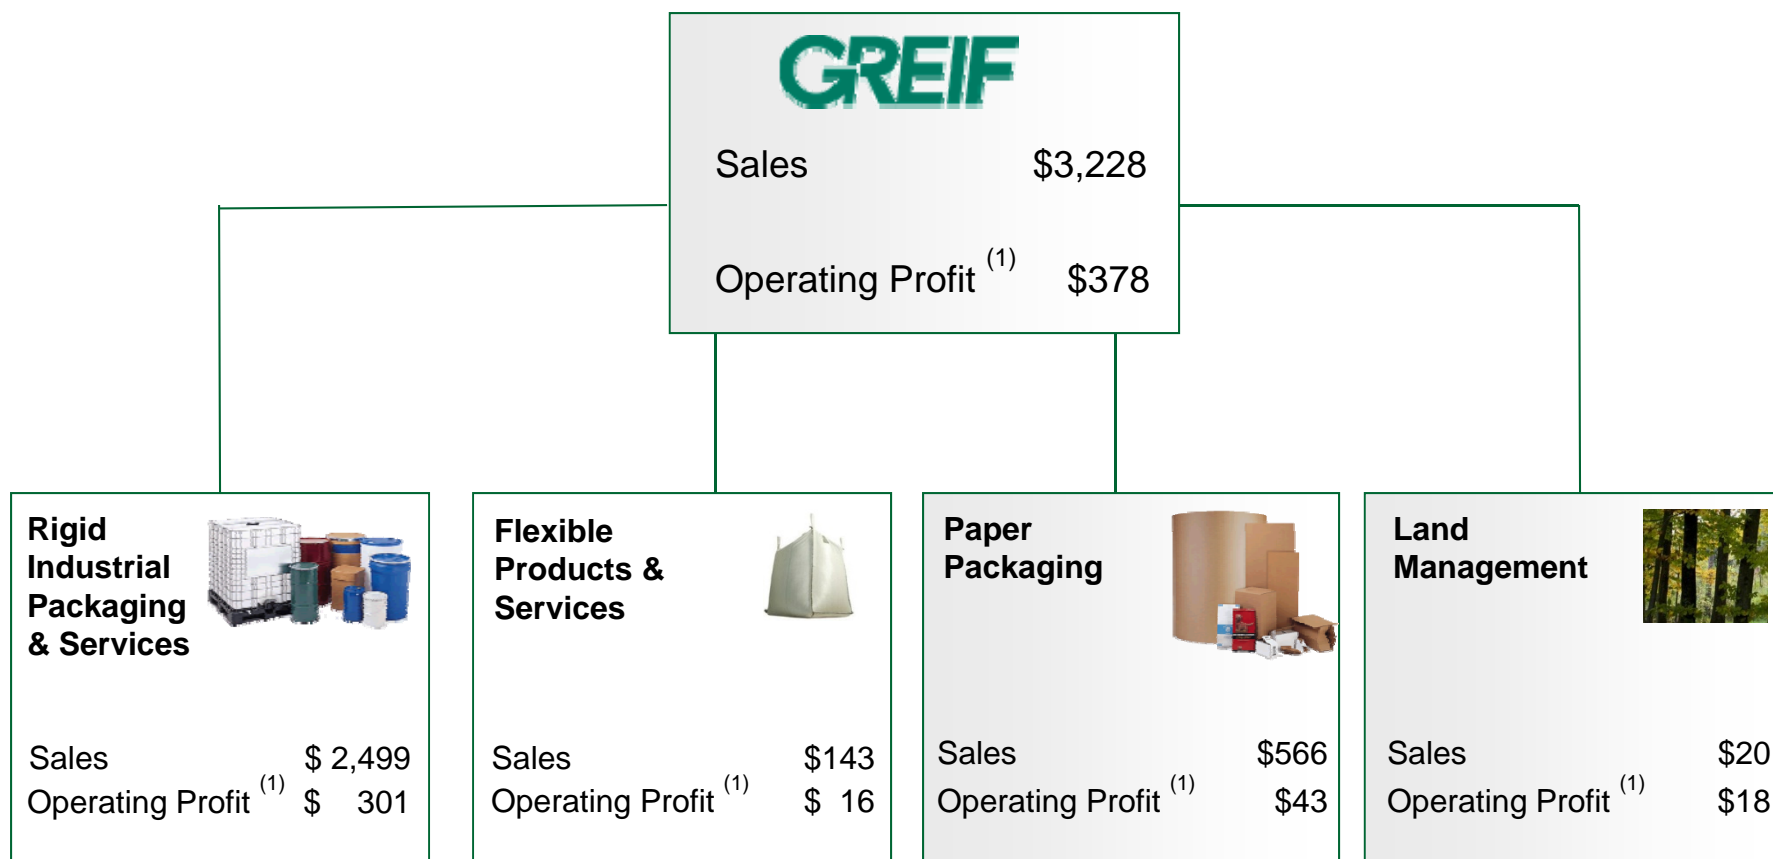 GREIF
Sales $3,228
Operating Profit (1) $378
Rigid
Industrial
Packaging
& Services
Sales $ 2,499
Operating Profit (1) $ 301
Flexible
Products &
Services
Sales $143
Operating Profit (1) $ 16
Paper
Packaging
Sales $566
Operating Profit (1) $43
Land
Management
Sales $20
Operating Profit (1) $18